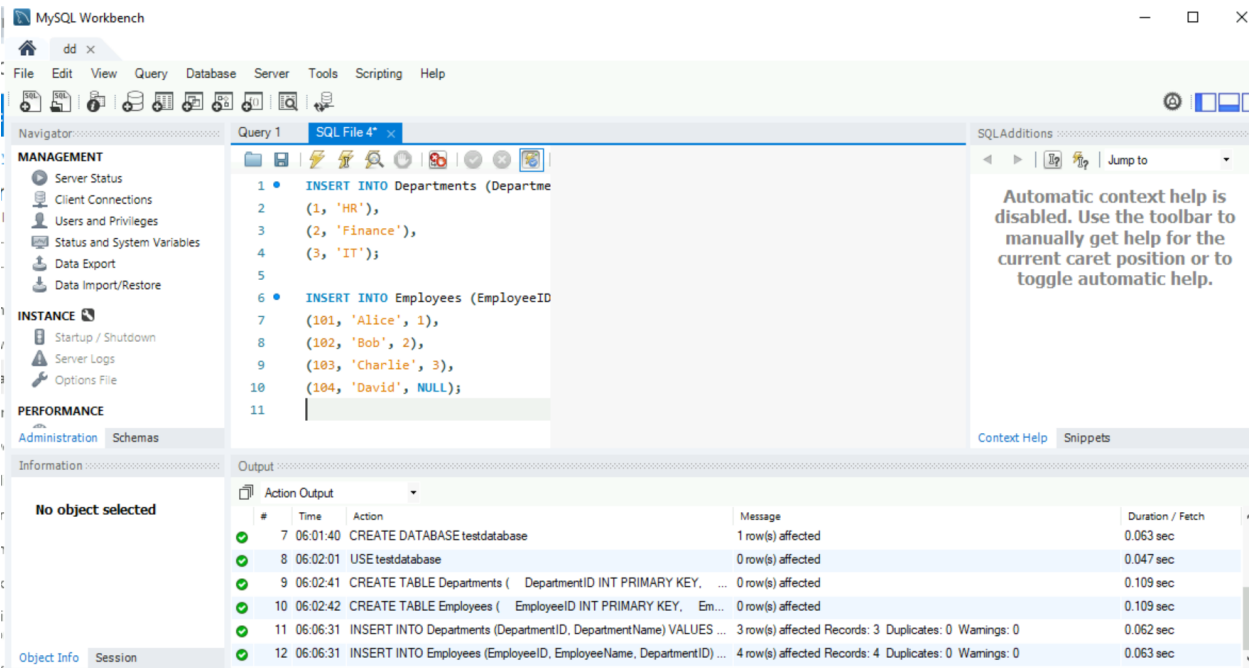 MySQL Workbench
dd
File Edit View Query Database Server Tools Scripting Help
Navigator
MANAGEMENT
Server Status
Client Connections
Users and Privileges
Status and System Variables
Data Export
Data Import/Restore
INSTANCE
Startup / Shutdown
Server Logs
Options File
PERFORMANCE
Administration Schemas
Query 1 SQL File 4*
1 INSERT INTO Departments (Departme
2 (1, 'HR'),
3 (2, 'Finance'),
4 (3, 'IT');
5
6 INSERT INTO Employees (EmployeeID
7 (101, 'Alice', 1),
8 (102, 'Bob', 2),
9 (103, 'Charlie', 3),
10 (104, 'David', NULL);
11
SQLAdditions
Jump to
Automatic context help is
disabled. Use the toolbar to
manually get help for the
current caret position or to
toggle automatic help.
Context Help Snippets
Information
No object selected
Object Info Session
Output
Action Output
# Time Action Message Duration / Fetch
7 06:01:40 CREATE DATABASE testdatabase 1 row(s) affected 0.063 sec
8 06:02:01 USE testdatabase 0 row(s) affected 0.047 sec
9 06:02:41 CREATE TABLE Departments ( DepartmentID INT PRIMARY KEY, ... 0 row(s) affected 0.109 sec
10 06:02:42 CREATE TABLE Employees ( EmployeeID INT PRIMARY KEY, Em... 0 row(s) affected 0.109 sec
11 06:06:31 INSERT INTO Departments (DepartmentID, DepartmentName) VALUES ... 3 row(s) affected Records: 3 Duplicates: 0 Warnings: 0 0.062 sec
12 06:06:31 INSERT INTO Employees (EmployeeID, EmployeeName, DepartmentID) ... 4 row(s) affected Records: 4 Duplicates: 0 Warnings: 0 0.063 sec